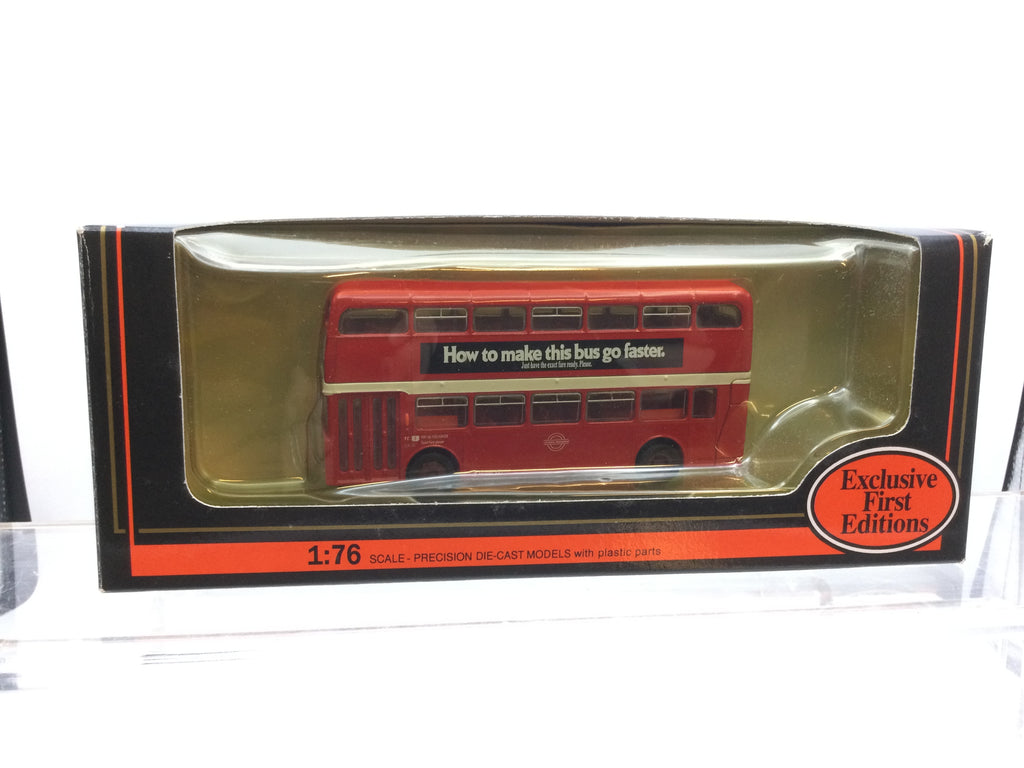 How to make this bus go faster.
Just have the exact fare ready. Please.
Exclusive
First
Editions
1:76 SCALE - PRECISION DIE-CAST MODELS with plastic parts